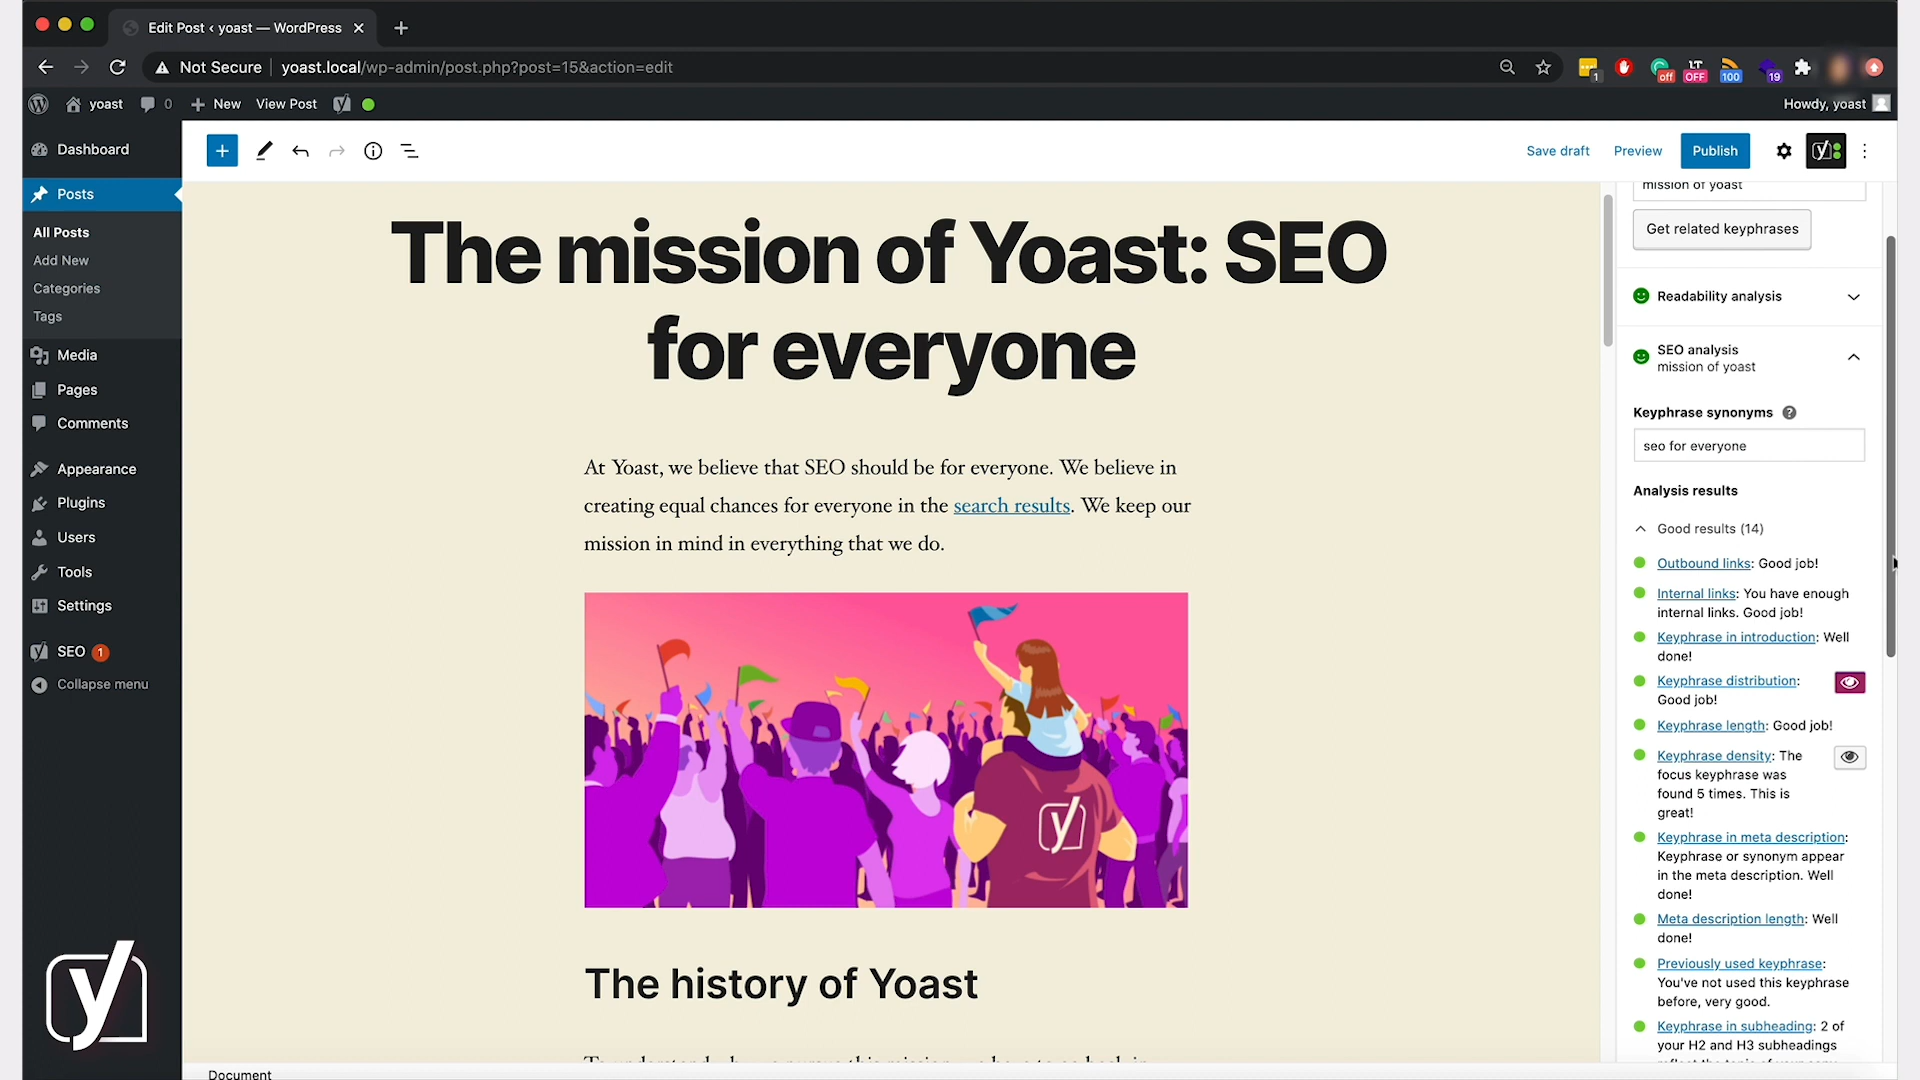 Edit Post ‹ yoast — WordPress
Not Secure
yoast.local/wp-admin/post.php?post=15&action=edit
1
off
LT
OFF
100
19
yoast
0
New
View Post
Howdy, yoast
Dashboard
Posts
All Posts
Add New
Categories
Tags
Media
Pages
Comments
Appearance
Plugins
Users
Tools
Settings
SEO 1
Collapse menu
Save draft
Preview
Publish
The mission of Yoast: SEO
for everyone
At Yoast, we believe that SEO should be for everyone. We believe in
creating equal chances for everyone in the search results. We keep our
mission in mind in everything that we do.
The history of Yoast
Document
mission of yoast
Get related keyphrases
Readability analysis
SEO analysis
mission of yoast
Keyphrase synonyms
seo for everyone
Analysis results
Good results (14)
Outbound links: Good job!
Internal links: You have enough
internal links. Good job!
Keyphrase in introduction: Well
done!
Keyphrase distribution:
Good job!
Keyphrase length: Good job!
Keyphrase density: The
focus keyphrase was
found 5 times. This is
great!
Keyphrase in meta description:
Keyphrase or synonym appear
in the meta description. Well
done!
Meta description length: Well
done!
Previously used keyphrase:
You've not used this keyphrase
before, very good.
Keyphrase in subheading: 2 of
your H2 and H3 subheadings